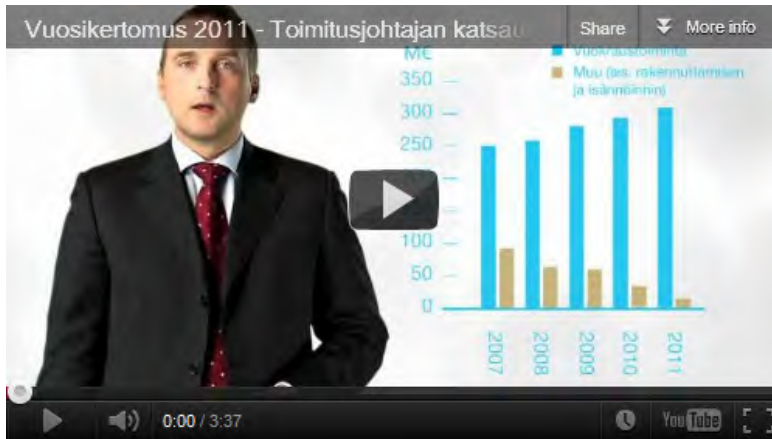 Vuosikertomus 2011 - Toimitusjohtajan katsau
Share
More info
M€
Vuokraustoiminta
Muu (sis. rakennuttamisen
ja isännöinnin)
350
300
250
100
50
0
2007
2008
2009
2010
2011
0:00 / 3:37
YouTube